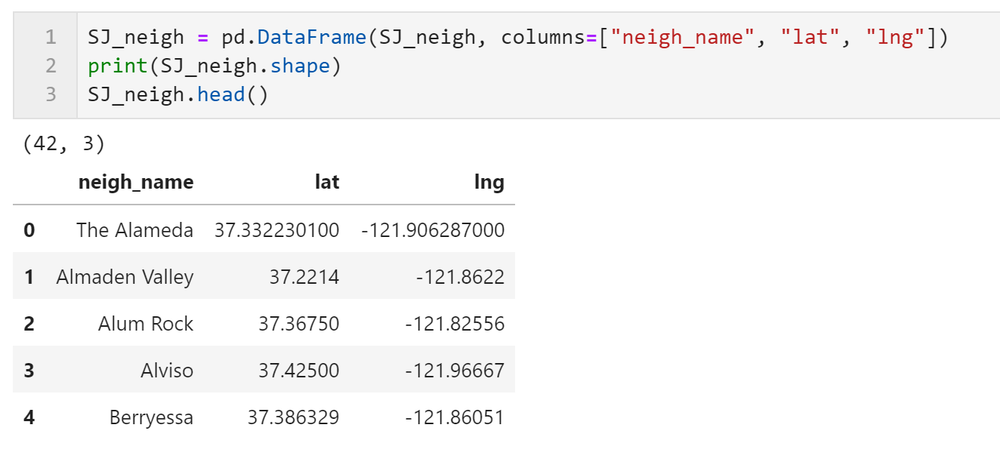 1 SJ_neigh = pd.DataFrame(SJ_neigh, columns=["neigh_name", "lat", "lng"])
2 print(SJ_neigh.shape)
3 SJ_neigh.head()
(42, 3)
neigh_name lat lng
0 The Alameda 37.332230100 -121.906287000
1 Almaden Valley 37.2214 -121.8622
2 Alum Rock 37.36750 -121.82556
3 Alviso 37.42500 -121.96667
4 Berryessa 37.386329 -121.86051